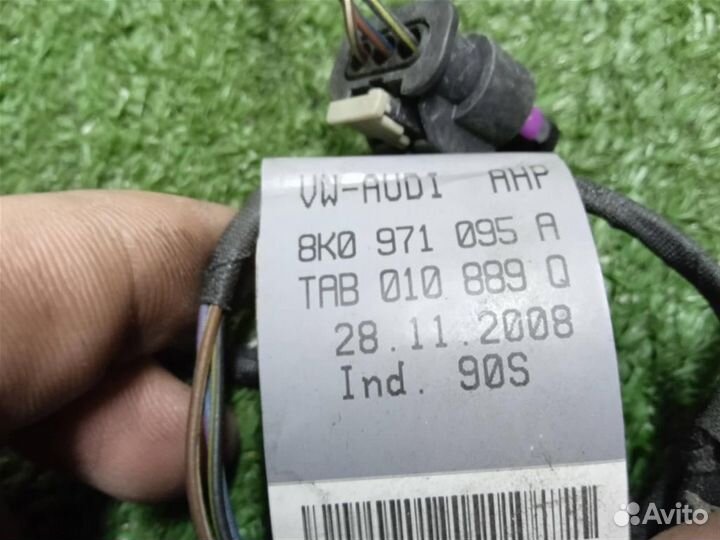 VW-AUDI AHP
8K0 971 095 A
TAB 010 889 Q
28.11.2008
Ind. 90S
Avito